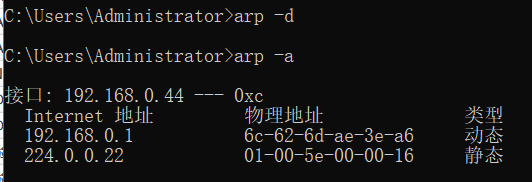 C:\Users\Administrator>arp -d
C:\Users\Administrator>arp -a
接口: 192.168.0.44 --- 0xc
Internet 地址 物理地址 类型
192.168.0.1 6c-62-6d-ae-3e-a6 动态
224.0.0.22 01-00-5e-00-00-16 静态